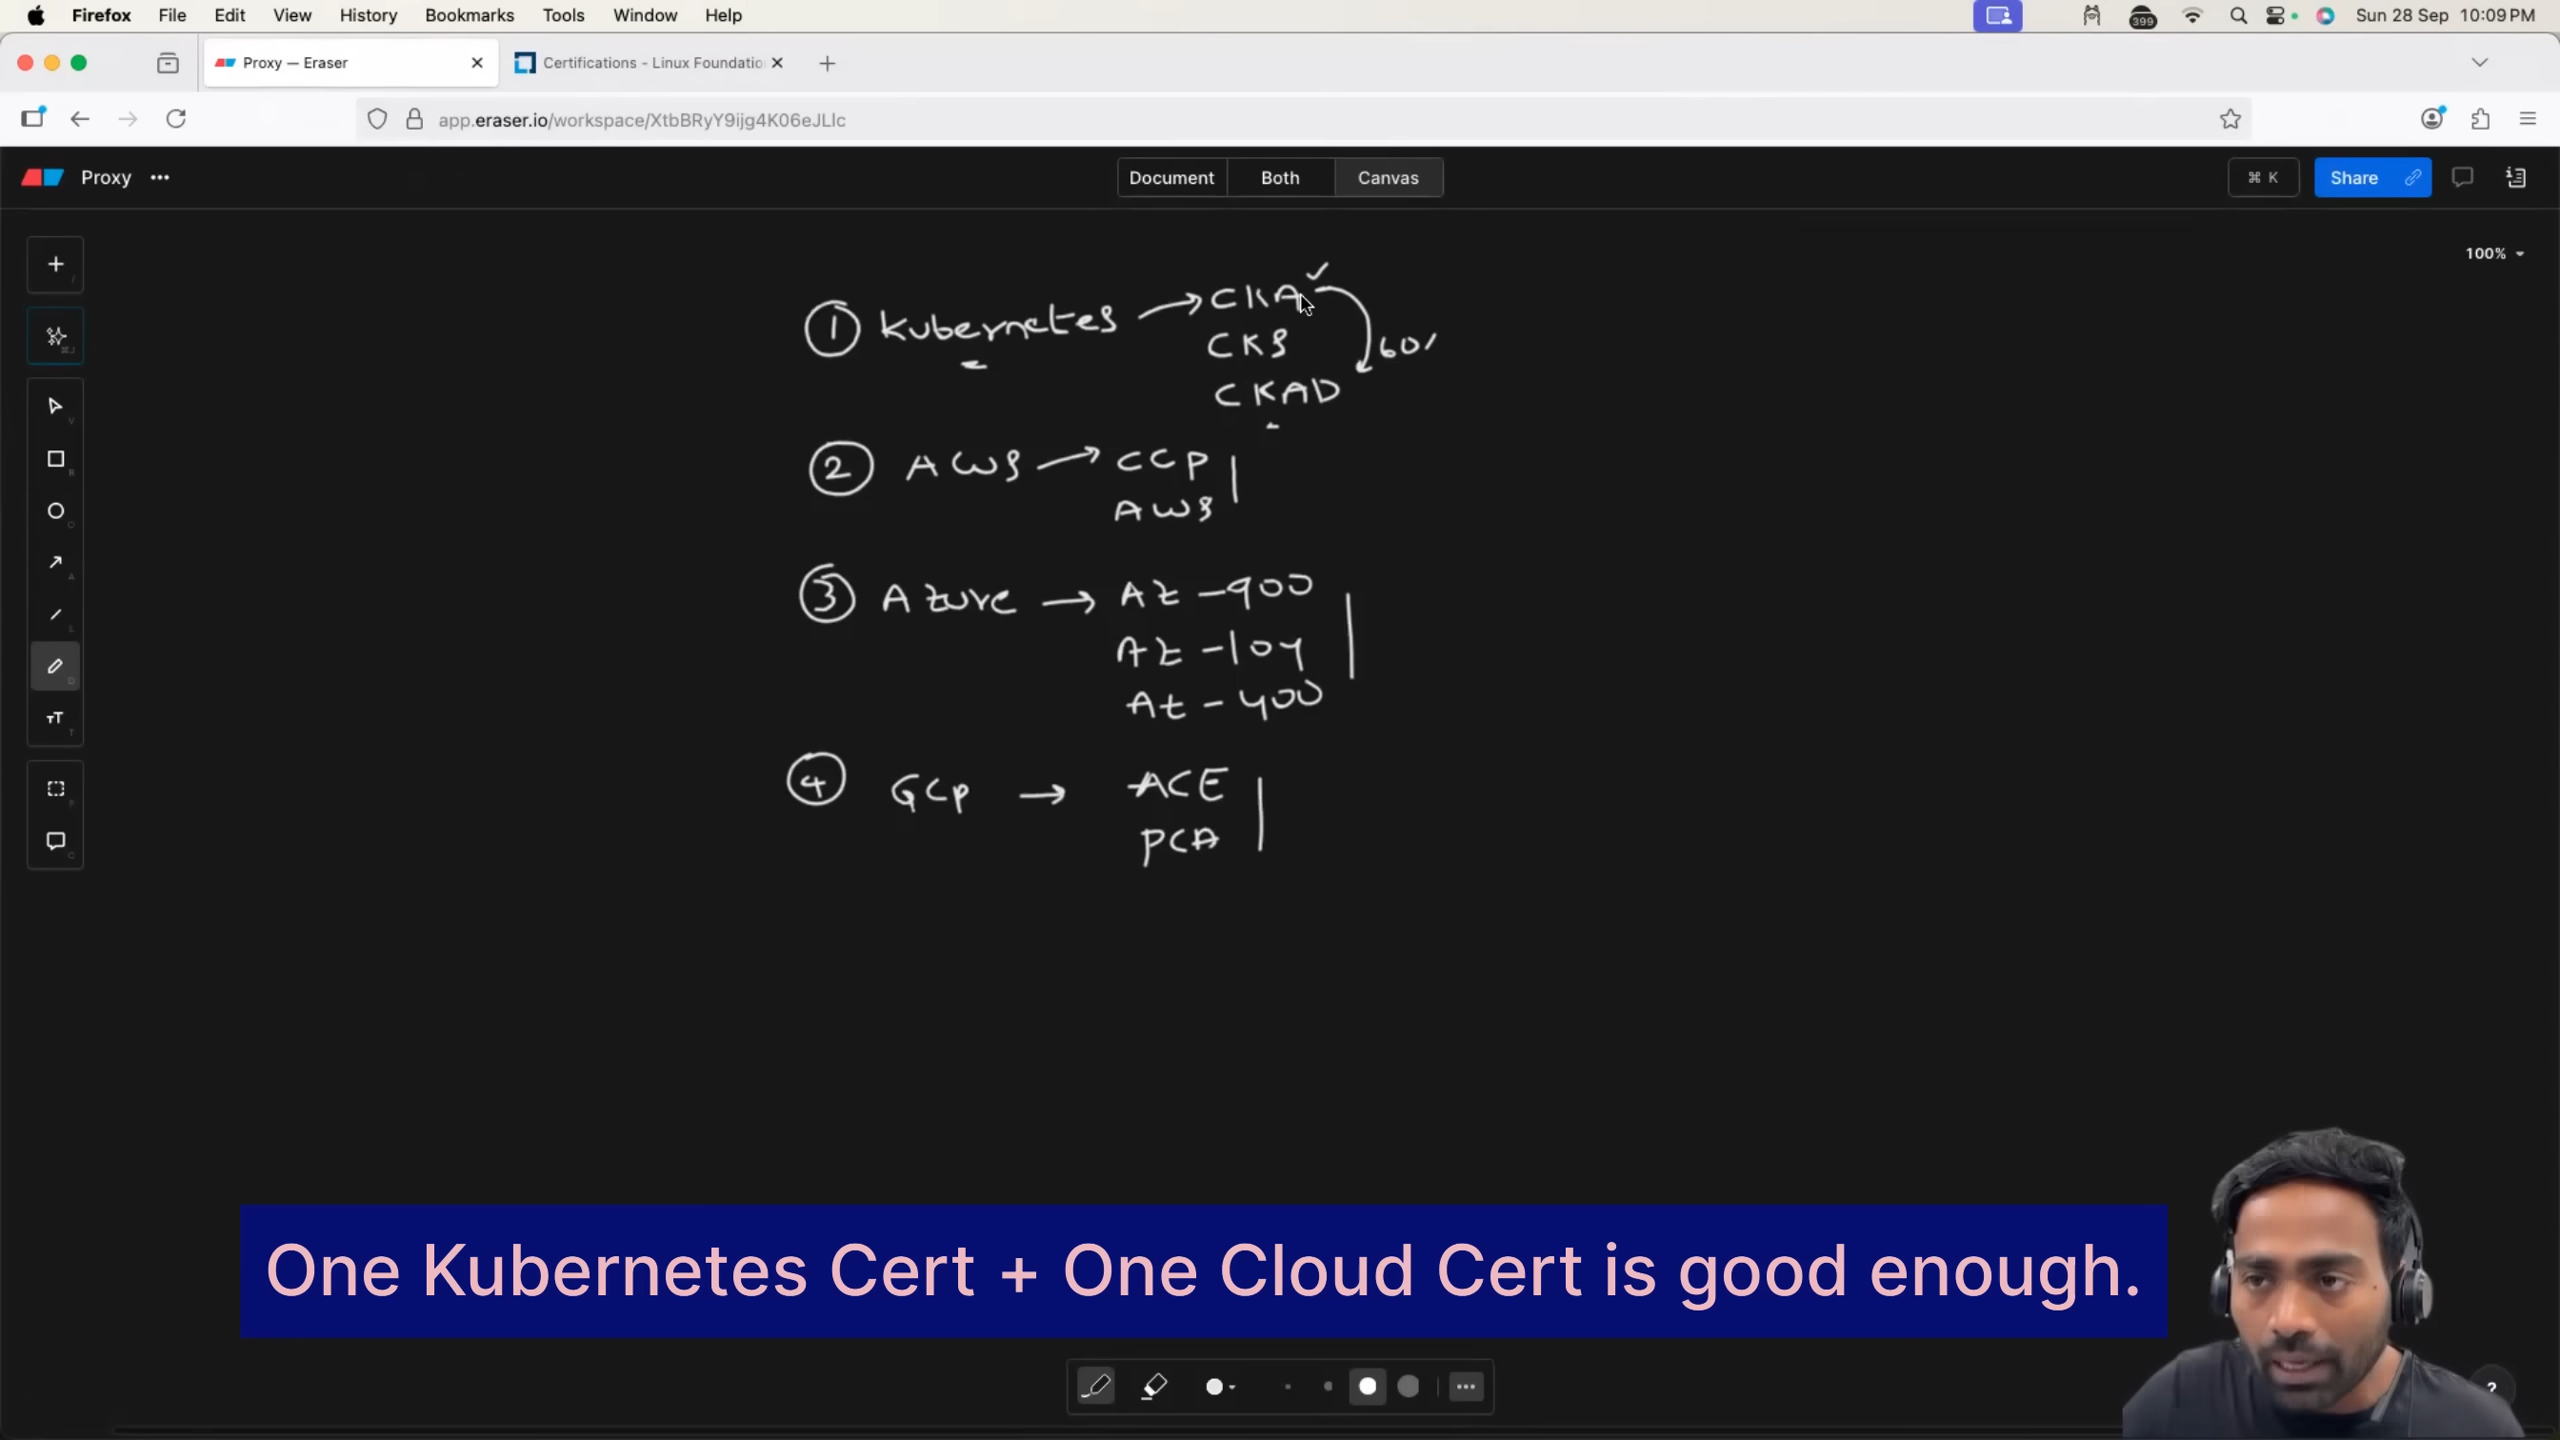 Firefox File Edit View History Bookmarks Tools Window Help 399 Sun 28 Sep 10:09 PM
Proxy — Eraser Certifications - Linux Foundatio
app.eraser.io/workspace/XtbBRyY9ijg4K06eJLIc
Proxy ••• Document Both Canvas ⌘ K Share
100%
1 Kubernetes → CKA ✓
CKS 60%
CKAD
2 AWS → CCP
AWS
3 Azure → AZ-900
AZ-104
AZ-400
4 GCP → ACE
PCA
One Kubernetes Cert + One Cloud Cert is good enough.